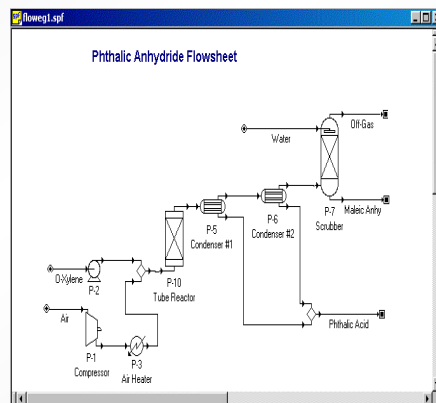 floweg1.spf
Phthalic Anhydride Flowsheet
Off-Gas
Water
P-7
Scrubber
Maleic Anhy
P-5
Condenser #1
P-6
Condenser #2
P-10
Tube Reactor
O-Xylene
P-2
Air
P-1
Compressor
P-3
Air Heater
Phthalic Acid